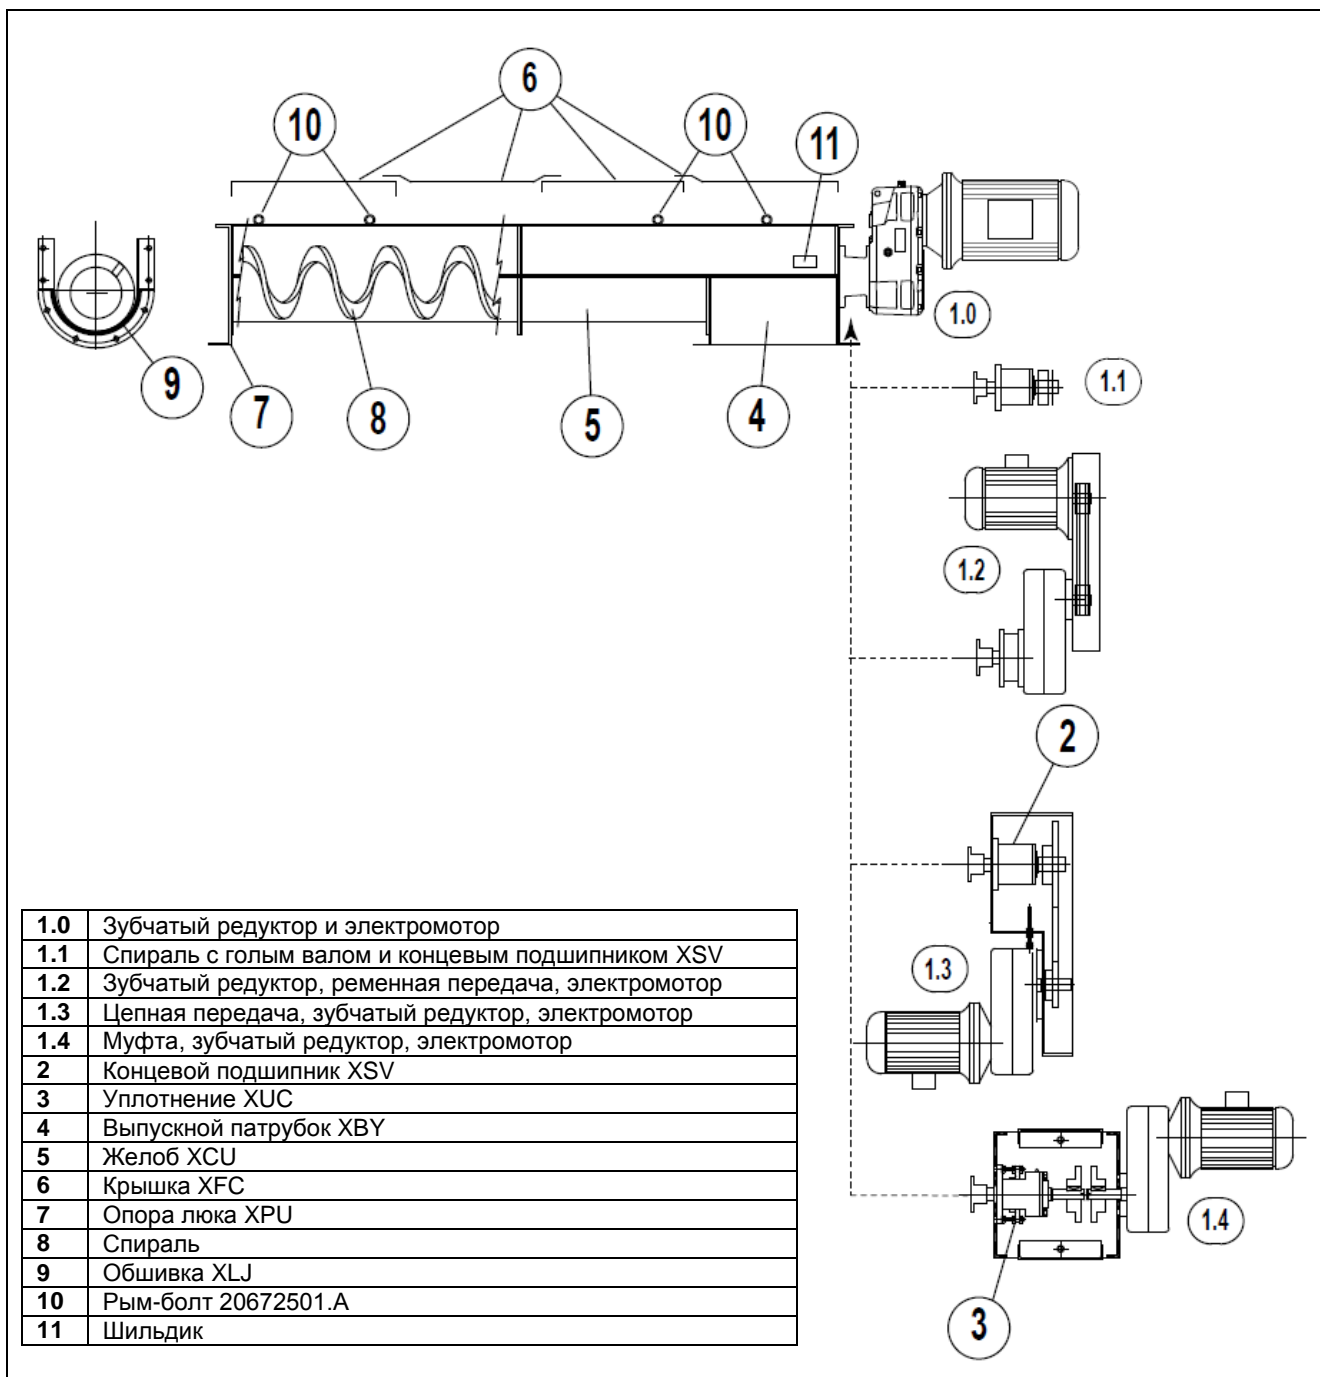 6
10
10
11
1.0
9
7
8
5
4
1.1
1.2
2
1.3
1.4
3
1.0 Зубчатый редуктор и электромотор
1.1 Спираль с голым валом и концевым подшипником XSV
1.2 Зубчатый редуктор, ременная передача, электромотор
1.3 Цепная передача, зубчатый редуктор, электромотор
1.4 Муфта, зубчатый редуктор, электромотор
2 Концевой подшипник XSV
3 Уплотнение XUC
4 Выпускной патрубок XBY
5 Желоб XCU
6 Крышка XFC
7 Опора люка XPU
8 Спираль
9 Обшивка XLJ
10 Рым-болт 20672501.A
11 Шильдик